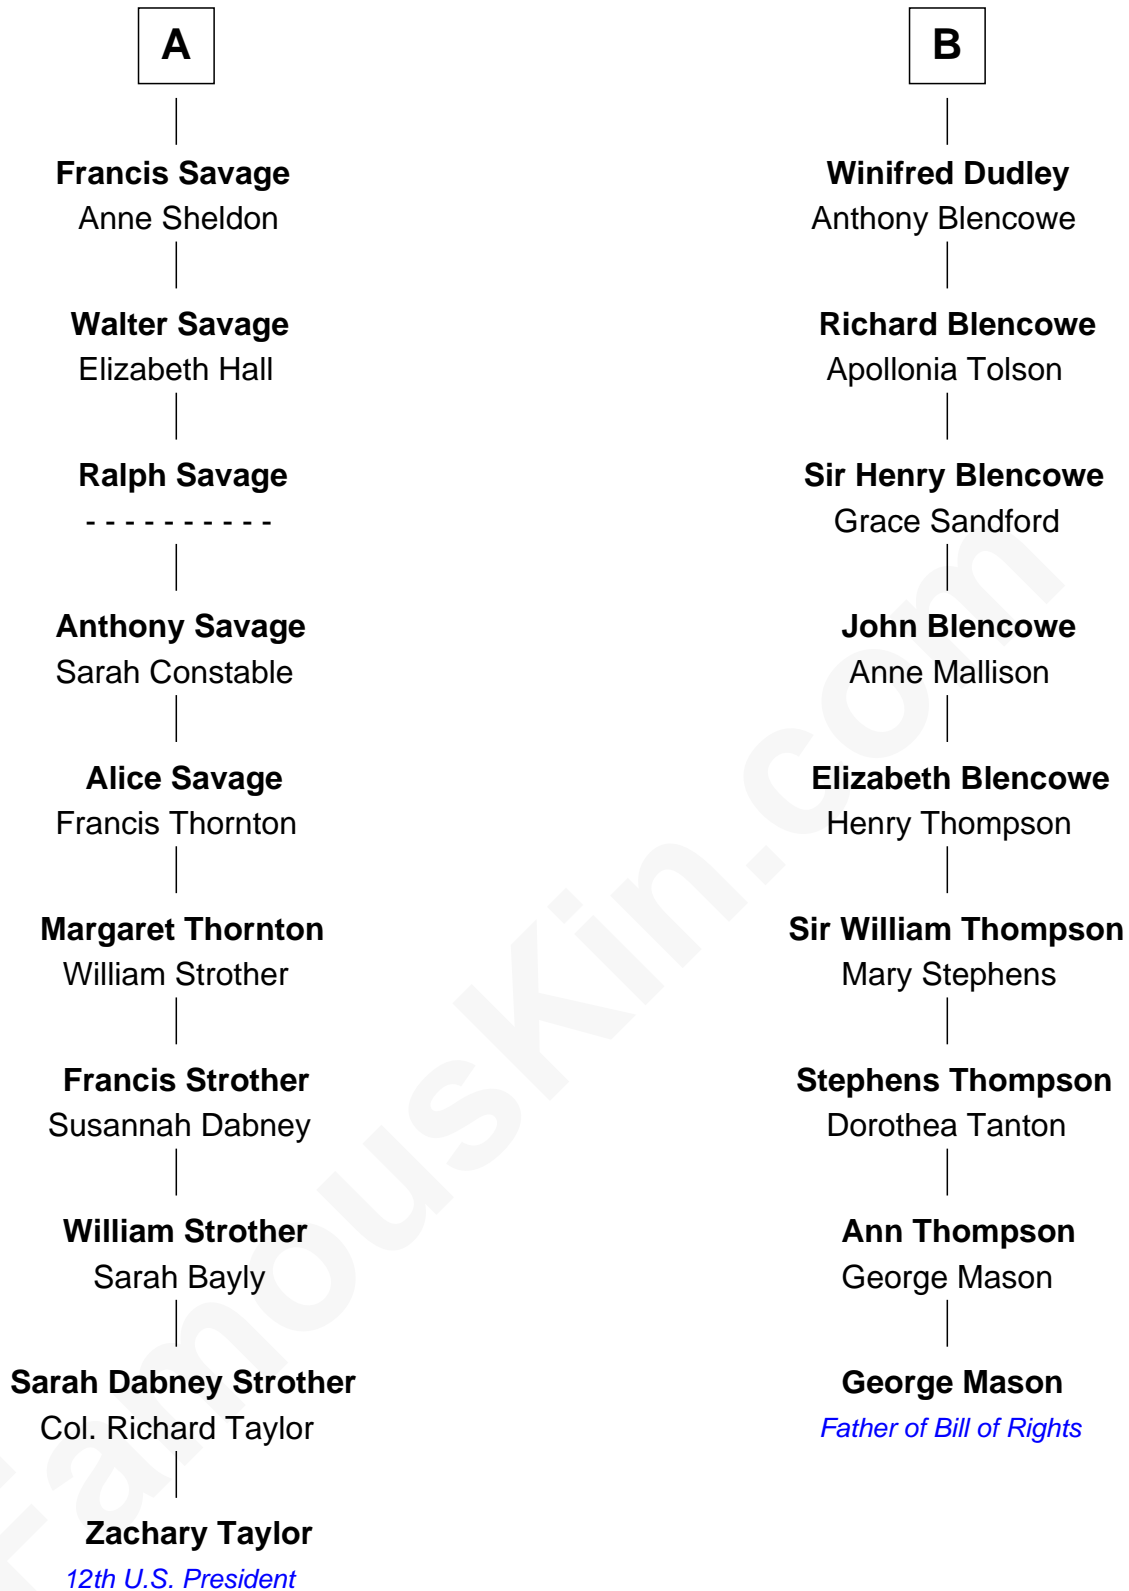 A
Francis Savage
Anne Sheldon
Walter Savage
Elizabeth Hall
Ralph Savage
- - - - - - - - - -
Anthony Savage
Sarah Constable
Alice Savage
Francis Thornton
Margaret Thornton
William Strother
Francis Strother
Susannah Dabney
William Strother
Sarah Bayly
Sarah Dabney Strother
Col. Richard Taylor
Zachary Taylor
12th U.S. President
B
Winifred Dudley
Anthony Blencowe
Richard Blencowe
Apollonia Tolson
Sir Henry Blencowe
Grace Sandford
John Blencowe
Anne Mallison
Elizabeth Blencowe
Henry Thompson
Sir William Thompson
Mary Stephens
Stephens Thompson
Dorothea Tanton
Ann Thompson
George Mason
George Mason
Father of Bill of Rights
FamousKin.com